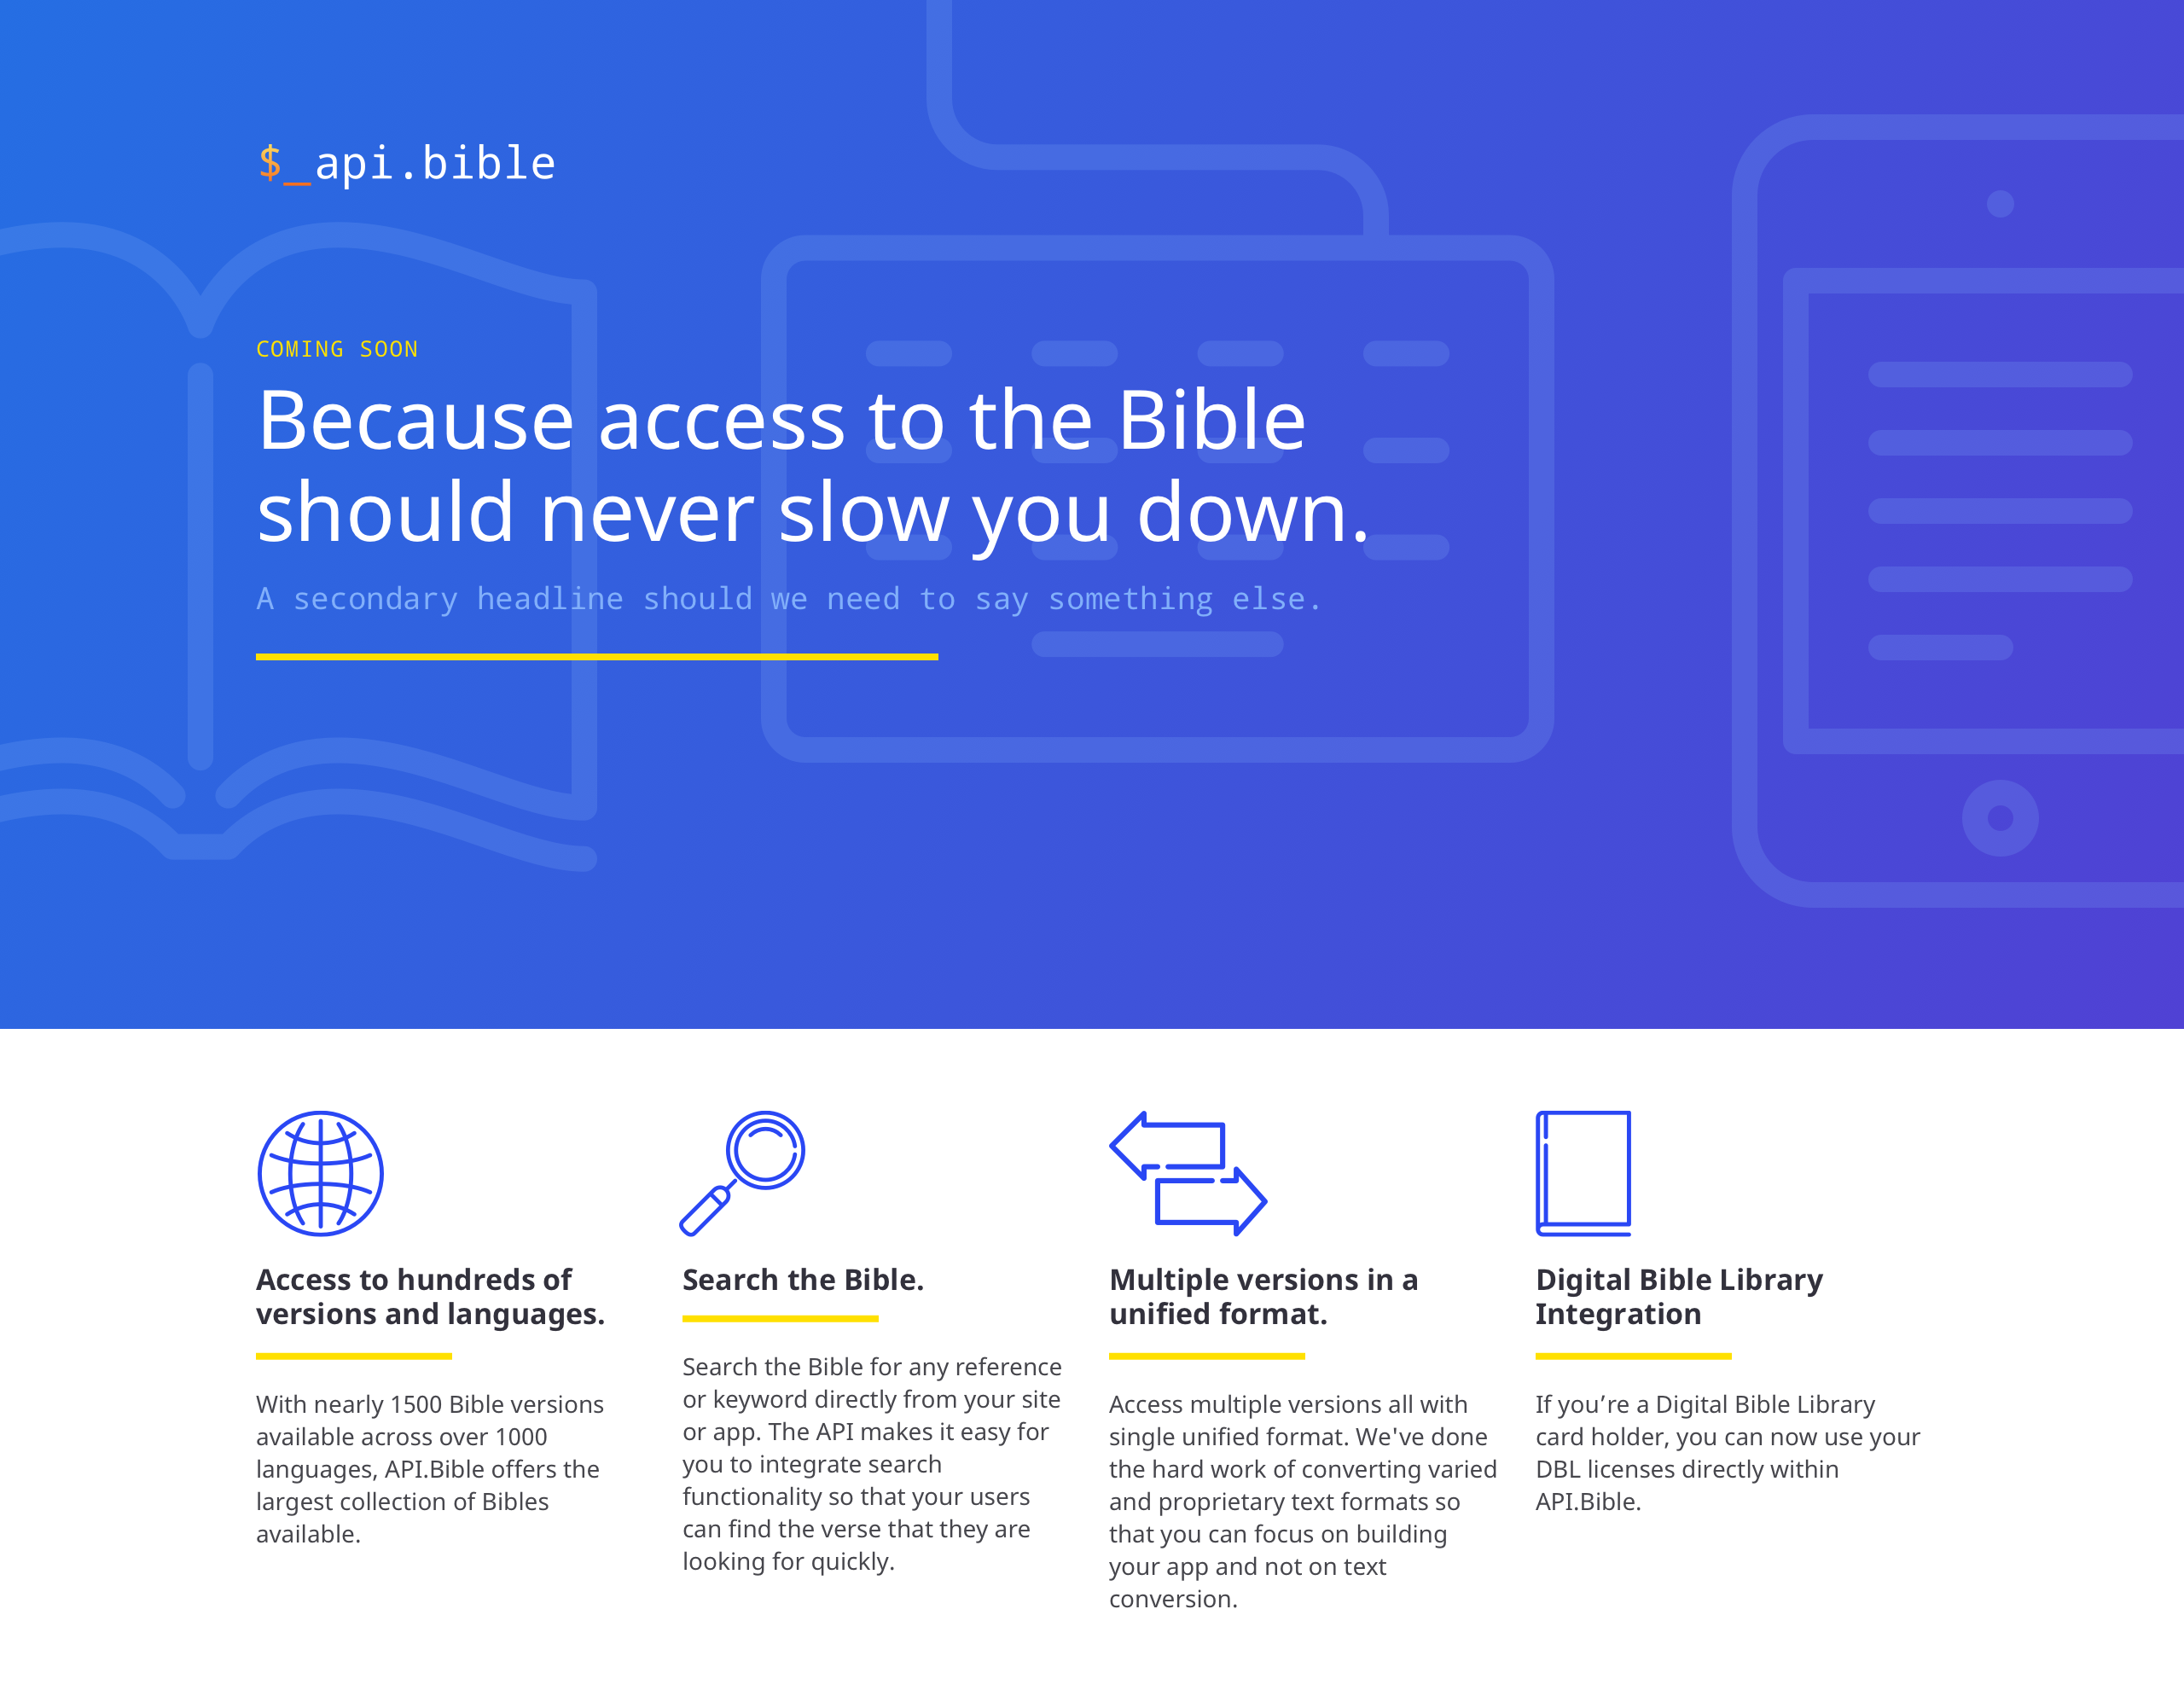 $_api.bible
COMING SOON
Because access to the Bible
should never slow you down.
A secondary headline should we need to say something else.
Access to hundreds of
versions and languages.
With nearly 1500 Bible versions
available across over 1000
languages, API.Bible offers the
largest collection of Bibles
available.
Search the Bible.
Search the Bible for any reference
or keyword directly from your site
or app. The API makes it easy for
you to integrate search
functionality so that your users
can find the verse that they are
looking for quickly.
Multiple versions in a
unified format.
Access multiple versions all with
single unified format. We've done
the hard work of converting varied
and proprietary text formats so
that you can focus on building
your app and not on text
conversion.
Digital Bible Library
Integration
If you’re a Digital Bible Library
card holder, you can now use your
DBL licenses directly within
API.Bible.